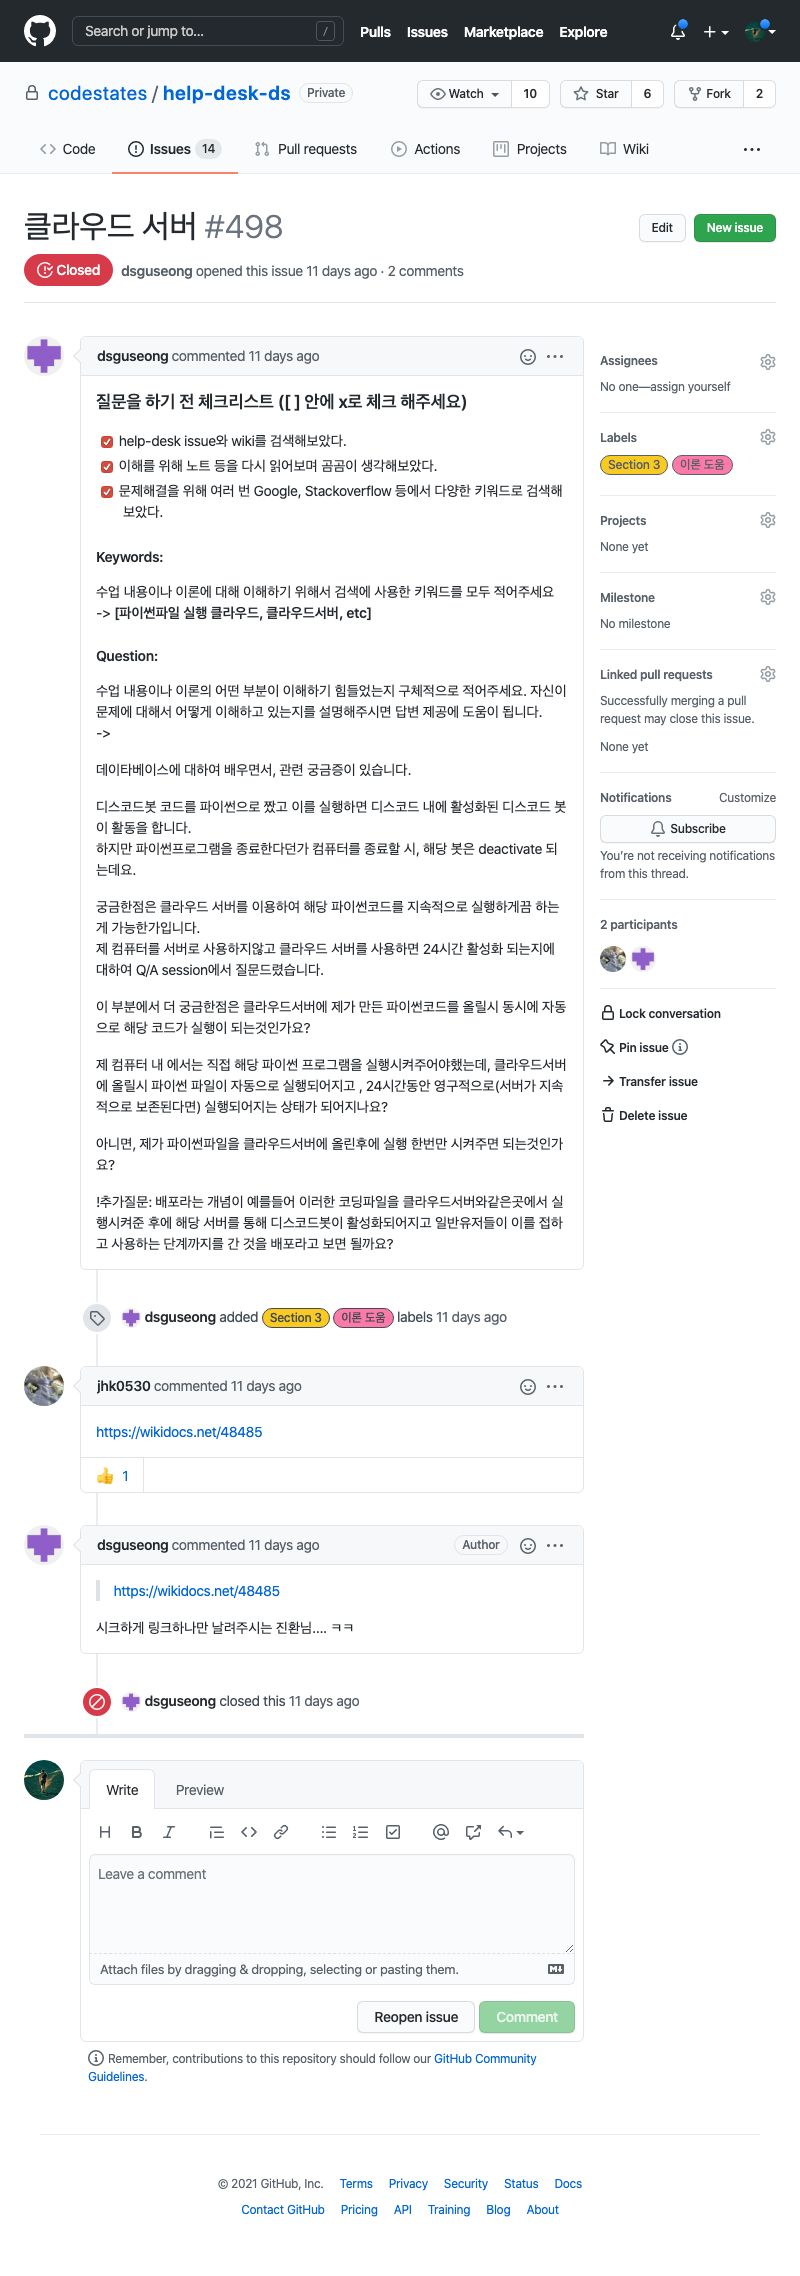 Search or jump to... /
Pulls Issues Marketplace Explore
codestates / help-desk-ds Private
Watch 10 Star 6 Fork 2
Code Issues 14 Pull requests Actions Projects Wiki ...
클라우드 서버 #498
Edit New issue
Closed dsguseong opened this issue 11 days ago · 2 comments
dsguseong commented 11 days ago
질문을 하기 전 체크리스트 ([ ] 안에 x로 체크 해주세요)
help-desk issue와 wiki를 검색해보았다.
이해를 위해 노트 등을 다시 읽어보며 곰곰이 생각해보았다.
문제해결을 위해 여러 번 Google, Stackoverflow 등에서 다양한 키워드로 검색해
보았다.
Keywords:
수업 내용이나 이론에 대해 이해하기 위해서 검색에 사용한 키워드를 모두 적어주세요
-> [파이썬파일 실행 클라우드, 클라우드서버, etc]
Question:
수업 내용이나 이론의 어떤 부분이 이해하기 힘들었는지 구체적으로 적어주세요. 자신이
문제에 대해서 어떻게 이해하고 있는지를 설명해주시면 답변 제공에 도움이 됩니다.
->
데이타베이스에 대하여 배우면서, 관련 궁금증이 있습니다.
디스코드봇 코드를 파이썬으로 짰고 이를 실행하면 디스코드 내에 활성화된 디스코드 봇
이 활동을 합니다.
하지만 파이썬프로그램을 종료한다던가 컴퓨터를 종료할 시, 해당 봇은 deactivate 되
는데요.
궁금한점은 클라우드 서버를 이용하여 해당 파이썬코드를 지속적으로 실행하게끔 하는
게 가능한가입니다.
제 컴퓨터를 서버로 사용하지않고 클라우드 서버를 사용하면 24시간 활성화 되는지에
대하여 Q/A session에서 질문드렸습니다.
이 부분에서 더 궁금한점은 클라우드서버에 제가 만든 파이썬코드를 올릴시 동시에 자동
으로 해당 코드가 실행이 되는것인가요?
제 컴퓨터 내 에서는 직접 해당 파이썬 프로그램을 실행시켜주어야했는데, 클라우드서버
에 올릴시 파이썬 파일이 자동으로 실행되어지고 , 24시간동안 영구적으로(서버가 지속
적으로 보존된다면) 실행되어지는 상태가 되어지나요?
아니면, 제가 파이썬파일을 클라우드서버에 올린후에 실행 한번만 시켜주면 되는것인가
요?
!추가질문: 배포라는 개념이 예를들어 이러한 코딩파일을 클라우드서버와같은곳에서 실
행시켜준 후에 해당 서버를 통해 디스코드봇이 활성화되어지고 일반유저들이 이를 접하
고 사용하는 단계까지를 간 것을 배포라고 보면 될까요?
dsguseong added Section 3 이론 도움 labels 11 days ago
jhk0530 commented 11 days ago
https://wikidocs.net/48485
👍 1
dsguseong commented 11 days ago Author
https://wikidocs.net/48485
시크하게 링크하나만 날려주시는 진환님.... ㅋㅋ
dsguseong closed this 11 days ago
Write Preview
Leave a comment
Attach files by dragging & dropping, selecting or pasting them.
Reopen issue Comment
Remember, contributions to this repository should follow our GitHub Community
Guidelines.
Assignees
No one—assign yourself
Labels
Section 3 이론 도움
Projects
None yet
Milestone
No milestone
Linked pull requests
Successfully merging a pull
request may close this issue.
None yet
Notifications Customize
Subscribe
You're not receiving notifications
from this thread.
2 participants
Lock conversation
Pin issue
Transfer issue
Delete issue
© 2021 GitHub, Inc. Terms Privacy Security Status Docs
Contact GitHub Pricing API Training Blog About